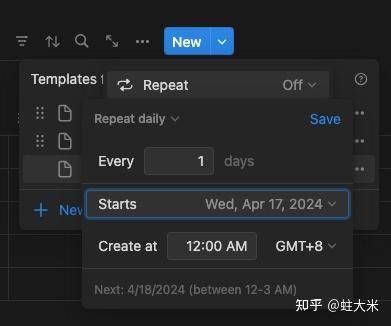 New
Templates f
Repeat
Off
Repeat daily
Save
Every
1
days
Starts
Wed, Apr 17, 2024
New
Create at
12:00 AM
GMT+8
Next: 4/18/2024 (between 12-3 AM)
知乎 @蛀大米